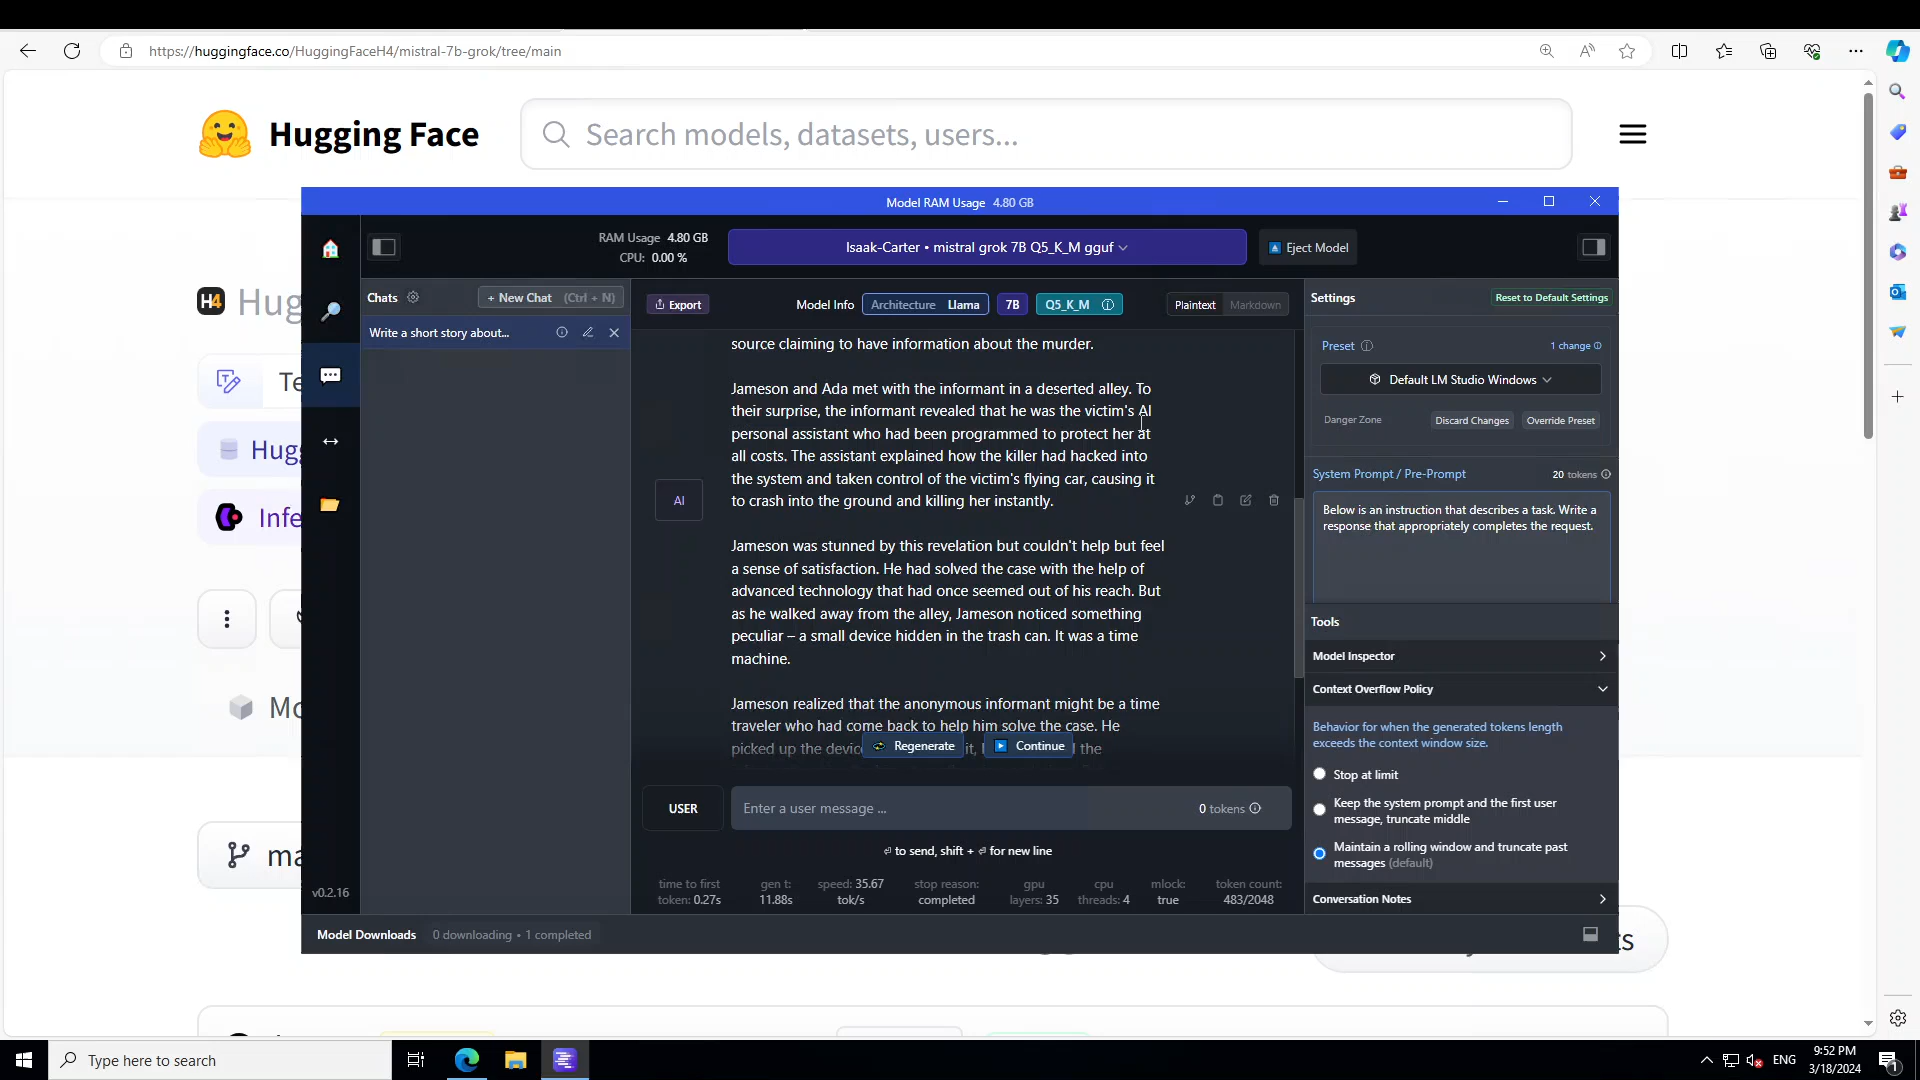 https://huggingface.co/HuggingFaceH4/mistral-7b-grok/tree/main
Hugging Face
Search models, datasets, users...
Model RAM Usage 4.80 GB
RAM Usage 4.80 GB
CPU: 0.00 %
Isaak-Carter • mistral grok 7B Q5_K_M gguf
Eject Model
Chats
+ New Chat (Ctrl + N)
Write a short story about...
Export
Model Info
Architecture Llama
7B
Q5_K_M
Plaintext
Markdown
source claiming to have information about the murder.
Jameson and Ada met with the informant in a deserted alley. To
their surprise, the informant revealed that he was the victim's AI
personal assistant who had been programmed to protect her at
all costs. The assistant explained how the killer had hacked into
the system and taken control of the victim's flying car, causing it
to crash into the ground and killing her instantly.
AI
Jameson was stunned by this revelation but couldn't help but feel
a sense of satisfaction. He had solved the case with the help of
advanced technology that had once seemed out of his reach. But
as he walked away from the alley, Jameson noticed something
peculiar – a small device hidden in the trash can. It was a time
machine.
Jameson realized that the anonymous informant might be a time
traveler who had come back to help him solve the case. He
picked up the devic
it,
the
Regenerate
Continue
USER
Enter a user message ...
0 tokens
⏎ to send, shift + ⏎ for new line
time to first token: 0.27s
gen t: 11.88s
speed: 35.67 tok/s
stop reason: completed
gpu layers: 35
cpu threads: 4
mlock: true
token count: 483/2048
Settings
Reset to Default Settings
Preset
1 change
Default LM Studio Windows
Danger Zone
Discard Changes
Override Preset
System Prompt / Pre-Prompt
20 tokens
Below is an instruction that describes a task. Write a
response that appropriately completes the request.
Tools
Model Inspector
Context Overflow Policy
Behavior for when the generated tokens length
exceeds the context window size.
Stop at limit
Keep the system prompt and the first user
message, truncate middle
Maintain a rolling window and truncate past
messages (default)
Conversation Notes
v0.2.16
Model Downloads
0 downloading • 1 completed
H4
Hug
Te
Hugg
Infe
Mo
ma
ts
Type here to search
ENG
9:52 PM
3/18/2024
1